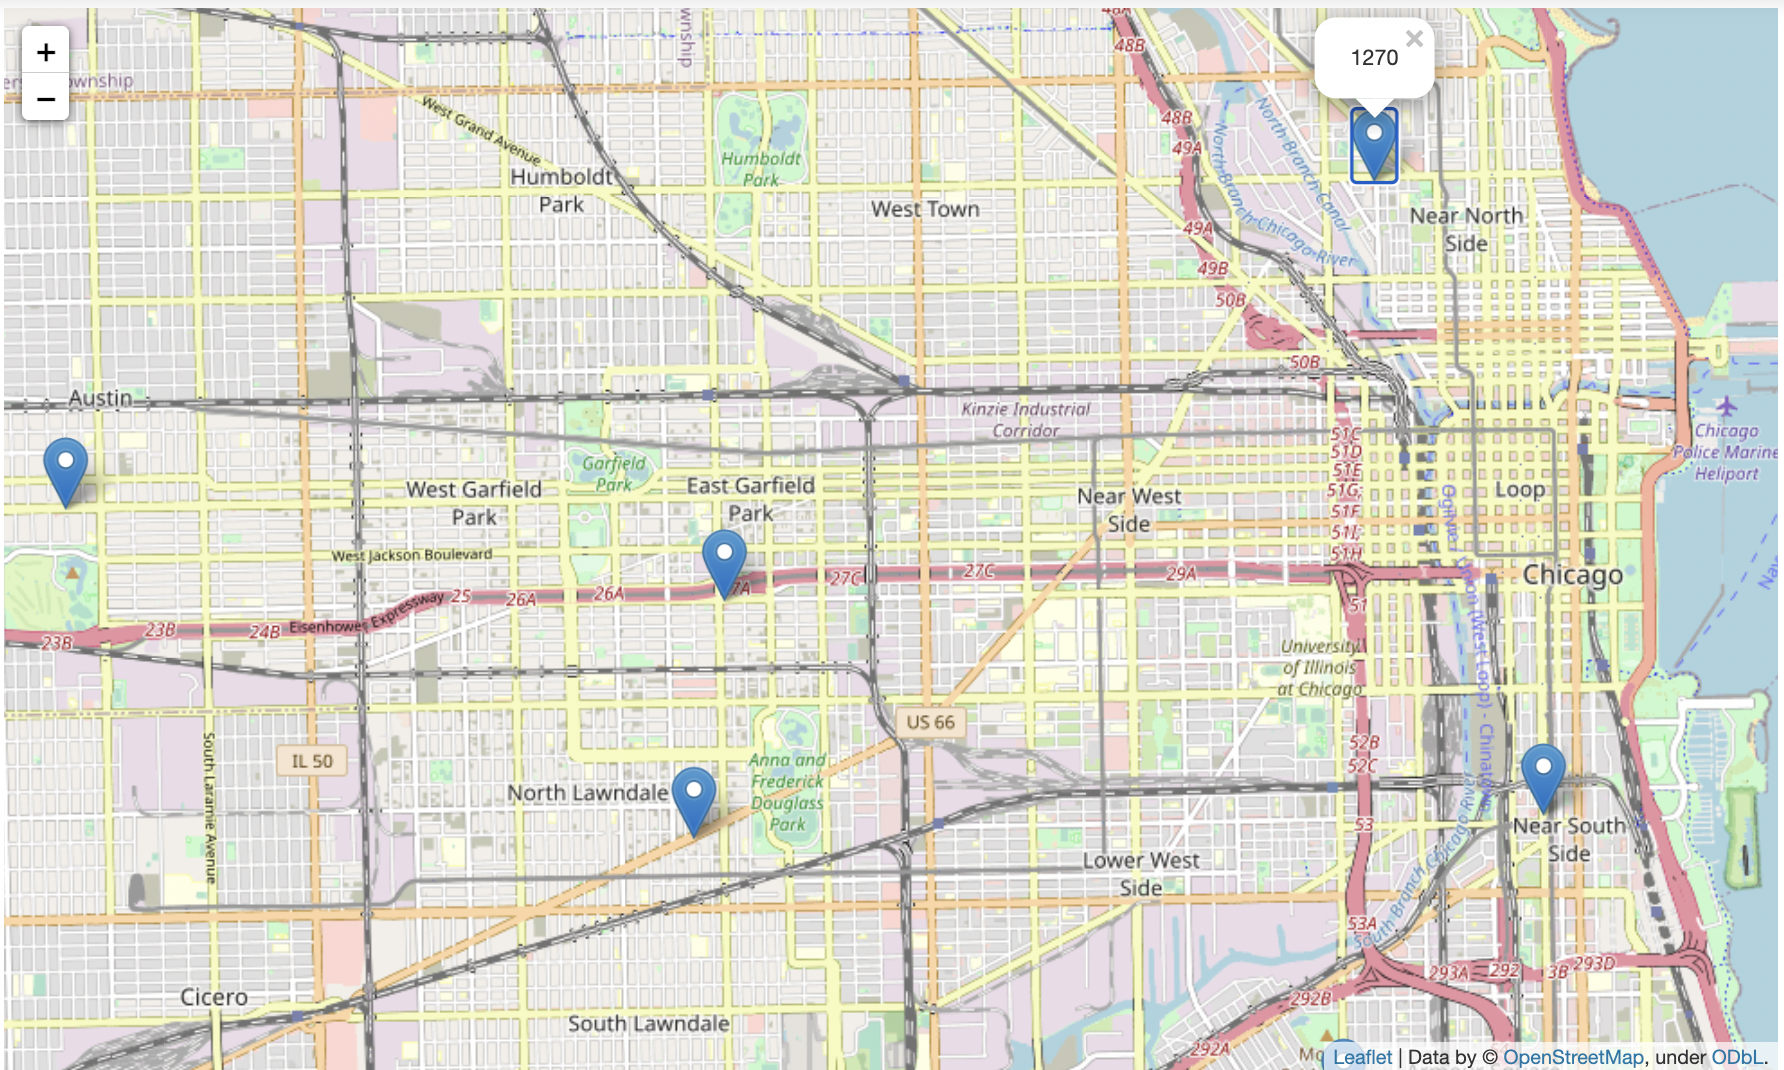 +
−
1270
×
48A
48B
48B
49A
49A
49B
50B
50B
ownship
ownship
West Grand Avenue
Humboldt
Park
Humboldt
Park
West Town
North Branch Canal
North Branch Chicago River
Near North
Side
Austin
Kinzie Industrial
Corridor
Chicago
Police Marine
Heliport
51C
51D
51E
51G;
51F
51I;
51H
Garfield
Park
West Garfield
Park
East Garfield
Park
Near West
Side
Loop
West Jackson Boulevard
Chicago
Eisenhower Expressway
23B
23B
24B
25
26A
26A
27C
27C
29A
51
University
of Illinois
at Chicago
US 66
IL 50
South Laramie Avenue
52B
52C
Anna and
Frederick
Douglass
Park
North Lawndale
Near South
Side
53
Lower West
Side
South Branch Chicago River
53A
293A
292
3B
293D
292B
292A
Cicero
South Lawndale
Leaflet | Data by © OpenStreetMap, under ODbL.